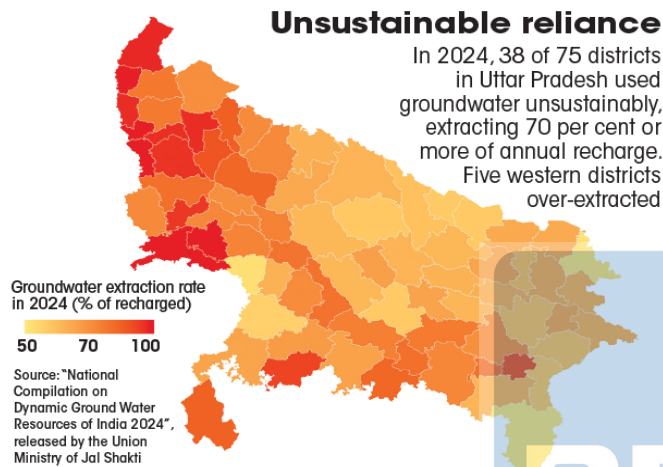 Unsustainable reliance
In 2024, 38 of 75 districts
in Uttar Pradesh used
groundwater unsustainably,
extracting 70 per cent or
more of annual recharge.
Five western districts
over-extracted
Groundwater extraction rate
in 2024 (% of recharged)
50 70 100
Source: "National
Compilation on
Dynamic Ground Water
Resources of India 2024",
released by the Union
Ministry of Jal Shakti